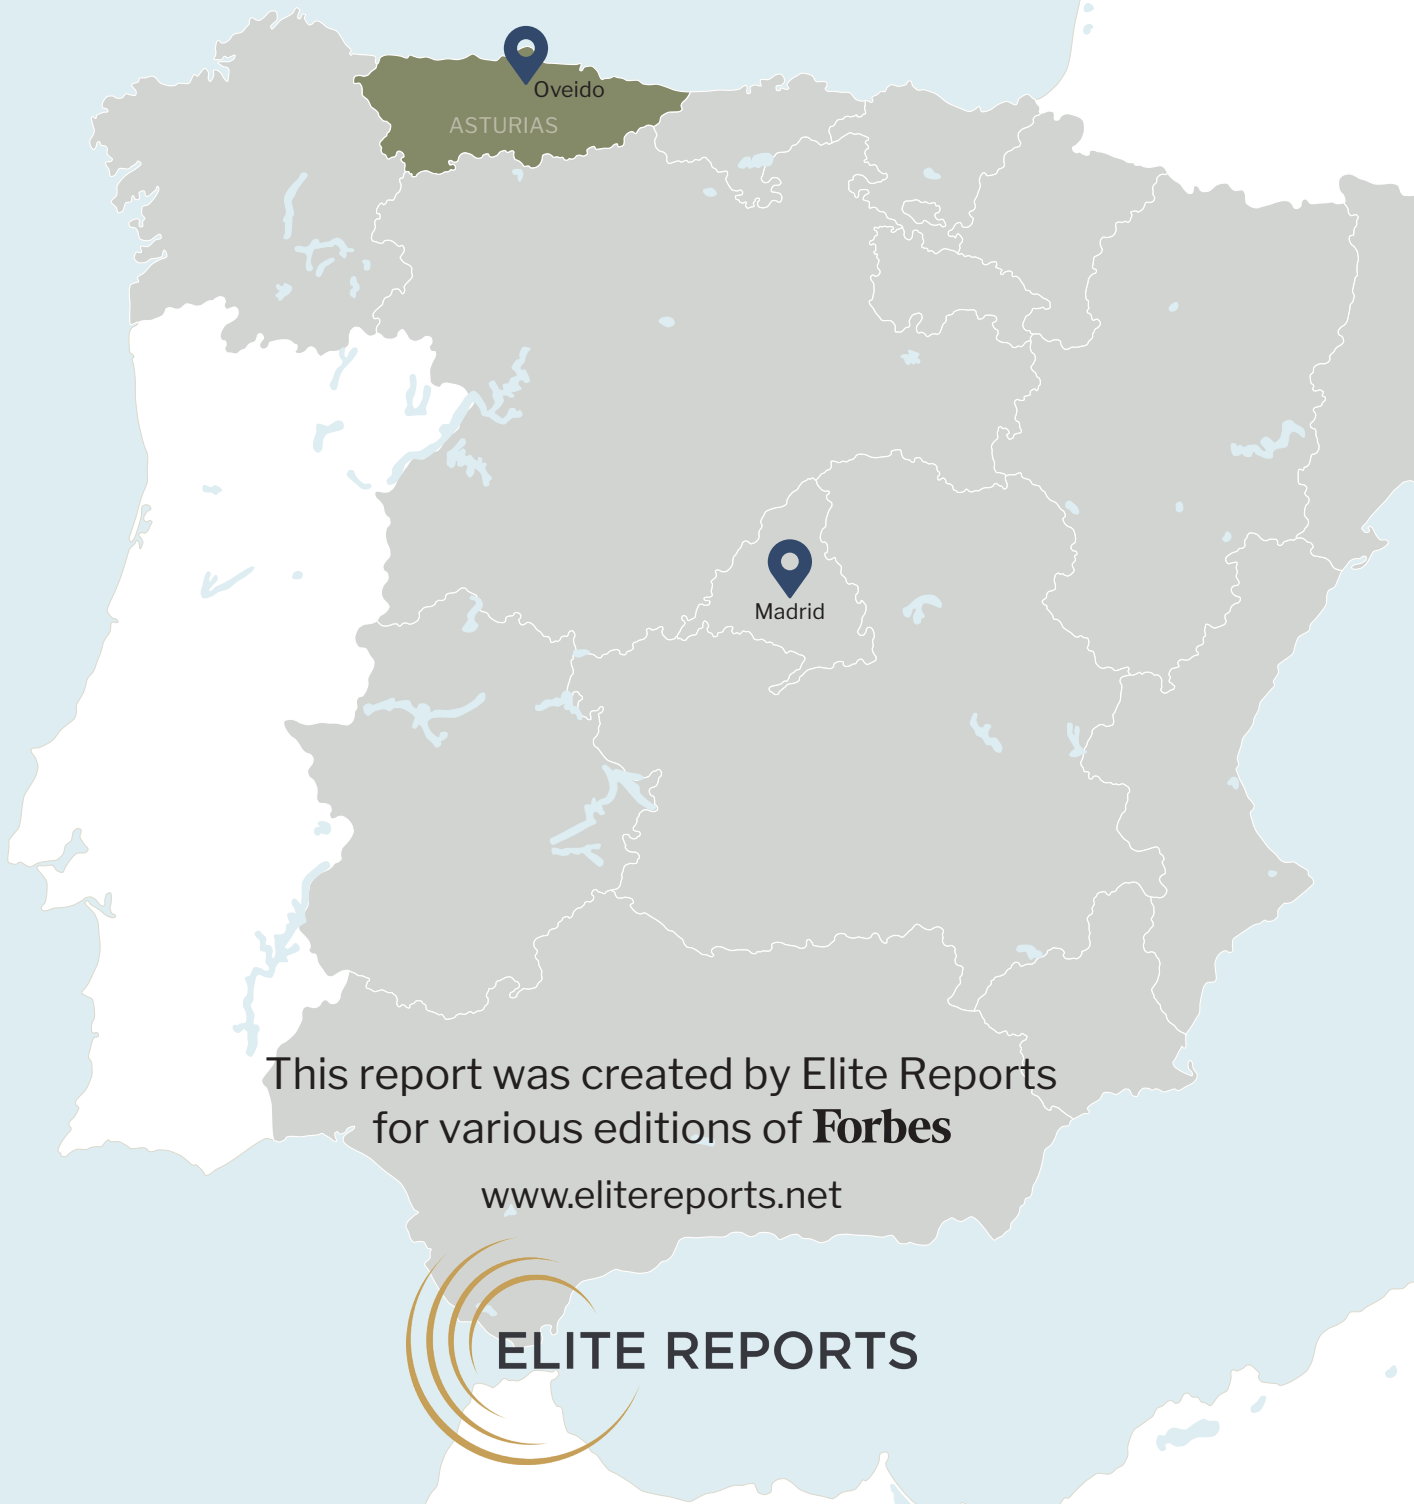 Oveido
ASTURIAS
Madrid
This report was created by Elite Reports
for various editions of Forbes
www.elitereports.net
ELITE REPORTS